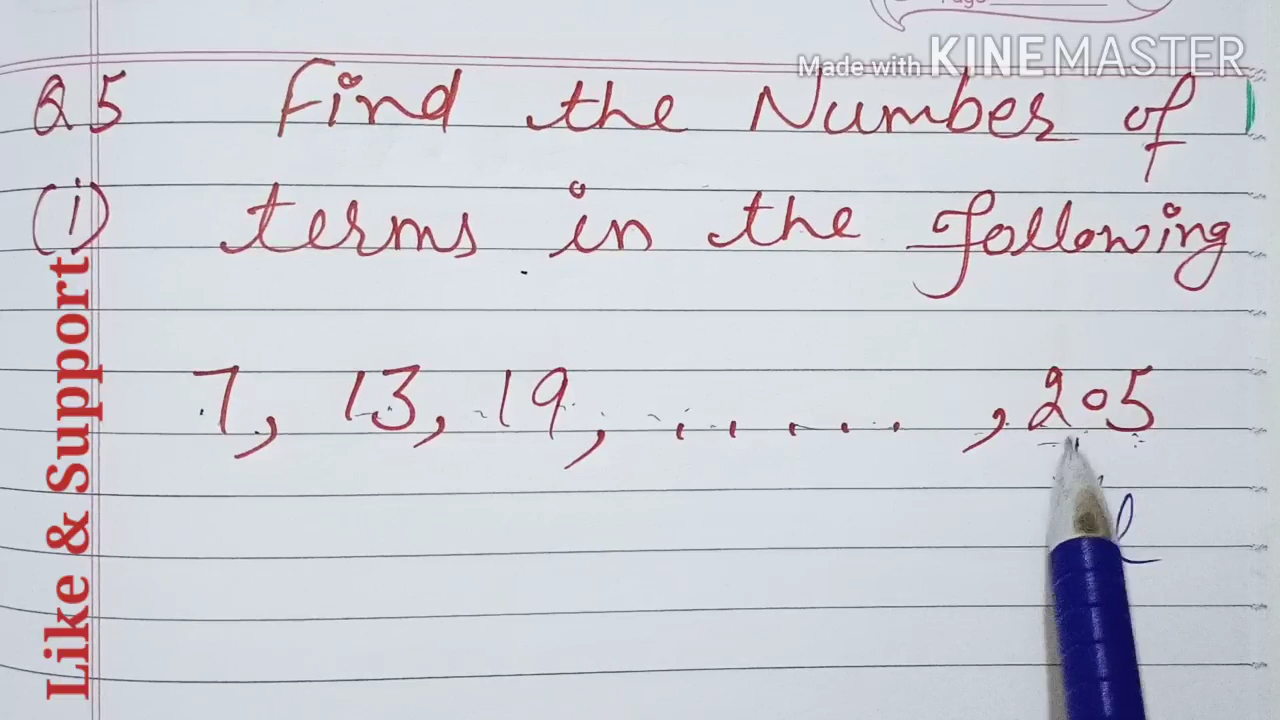 Made with KINEMASTER
Q5 Find the Number of
(i) terms in the following
7, 13, 19, ......, 205
l
Like & Support